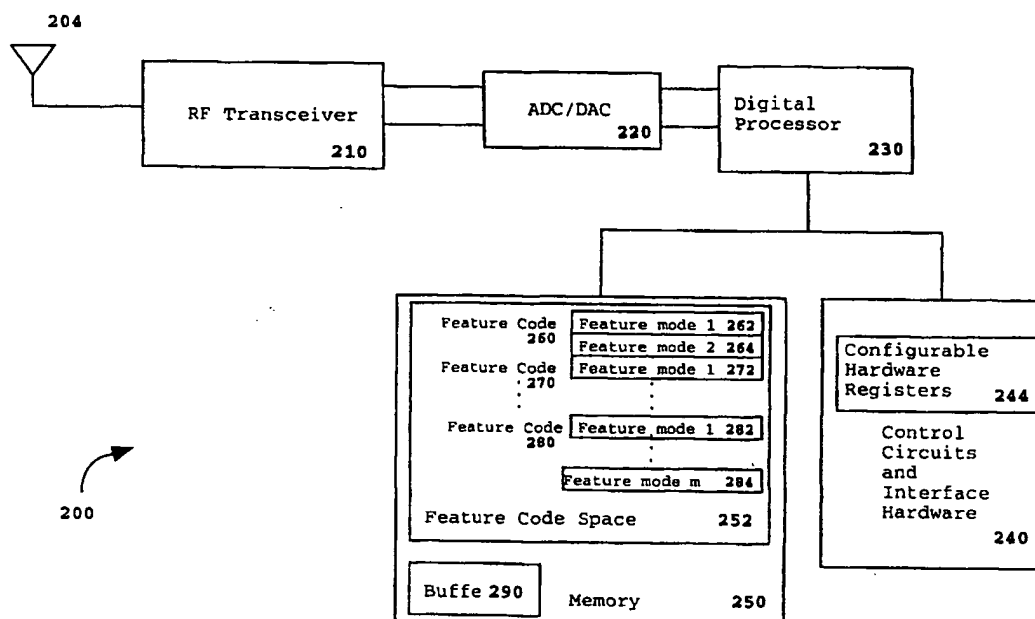 204
RF Transceiver
210
ADC/DAC
220
Digital
Processor
230
Feature Code
260
Feature mode 1 262
Feature mode 2 264
Feature Code
270
Feature mode 1 272
Feature Code
280
Feature mode 1 282
Feature mode m 284
Feature Code Space 252
Buffe 290
Memory 250
Configurable
Hardware
Registers 244
Control
Circuits
and
Interface
Hardware
240
200